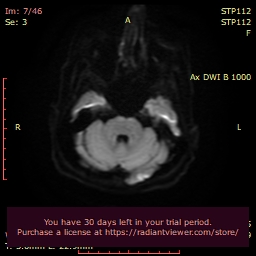 Im: 7/46
Se: 3
STP112
STP112
F
A
Ax DWI B 1000
R
L
You have 30 days left in your trial period.
Purchase a license at https://radiantviewer.com/store/